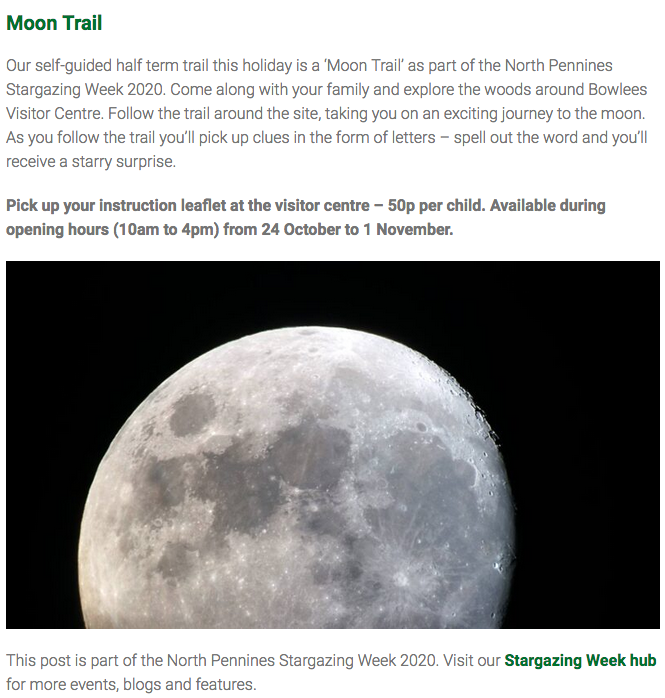 Moon Trail
Our self-guided half term trail this holiday is a ‘Moon Trail’ as part of the North Pennines
Stargazing Week 2020. Come along with your family and explore the woods around Bowlees
Visitor Centre. Follow the trail around the site, taking you on an exciting journey to the moon.
As you follow the trail you’ll pick up clues in the form of letters – spell out the word and you’ll
receive a starry surprise.
Pick up your instruction leaflet at the visitor centre – 50p per child. Available during
opening hours (10am to 4pm) from 24 October to 1 November.
This post is part of the North Pennines Stargazing Week 2020. Visit our Stargazing Week hub
for more events, blogs and features.